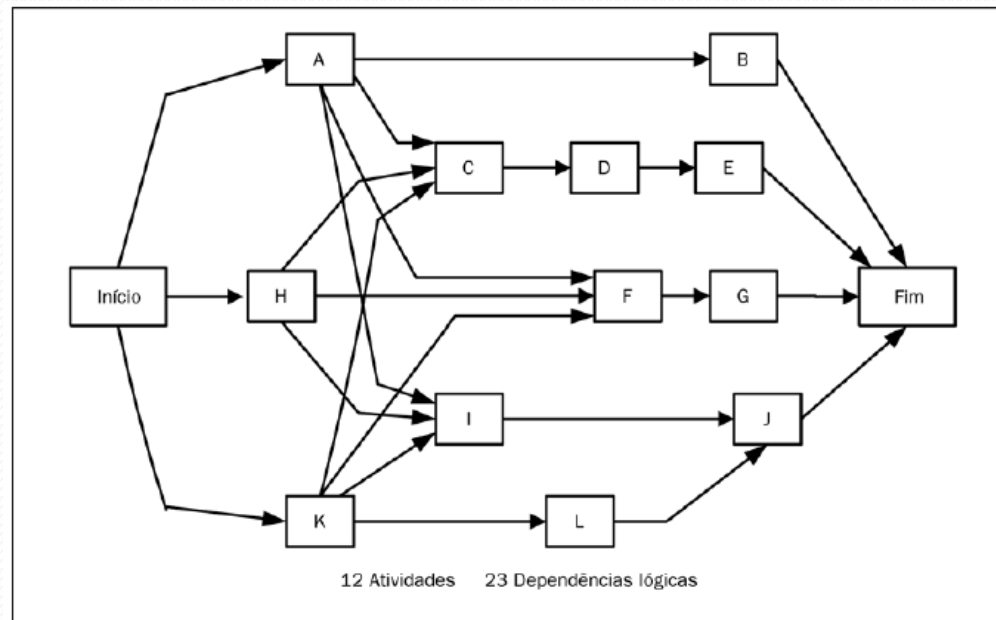 A
B
C
D
E
Início
H
F
G
Fim
I
J
K
L
12 Atividades 23 Dependências lógicas